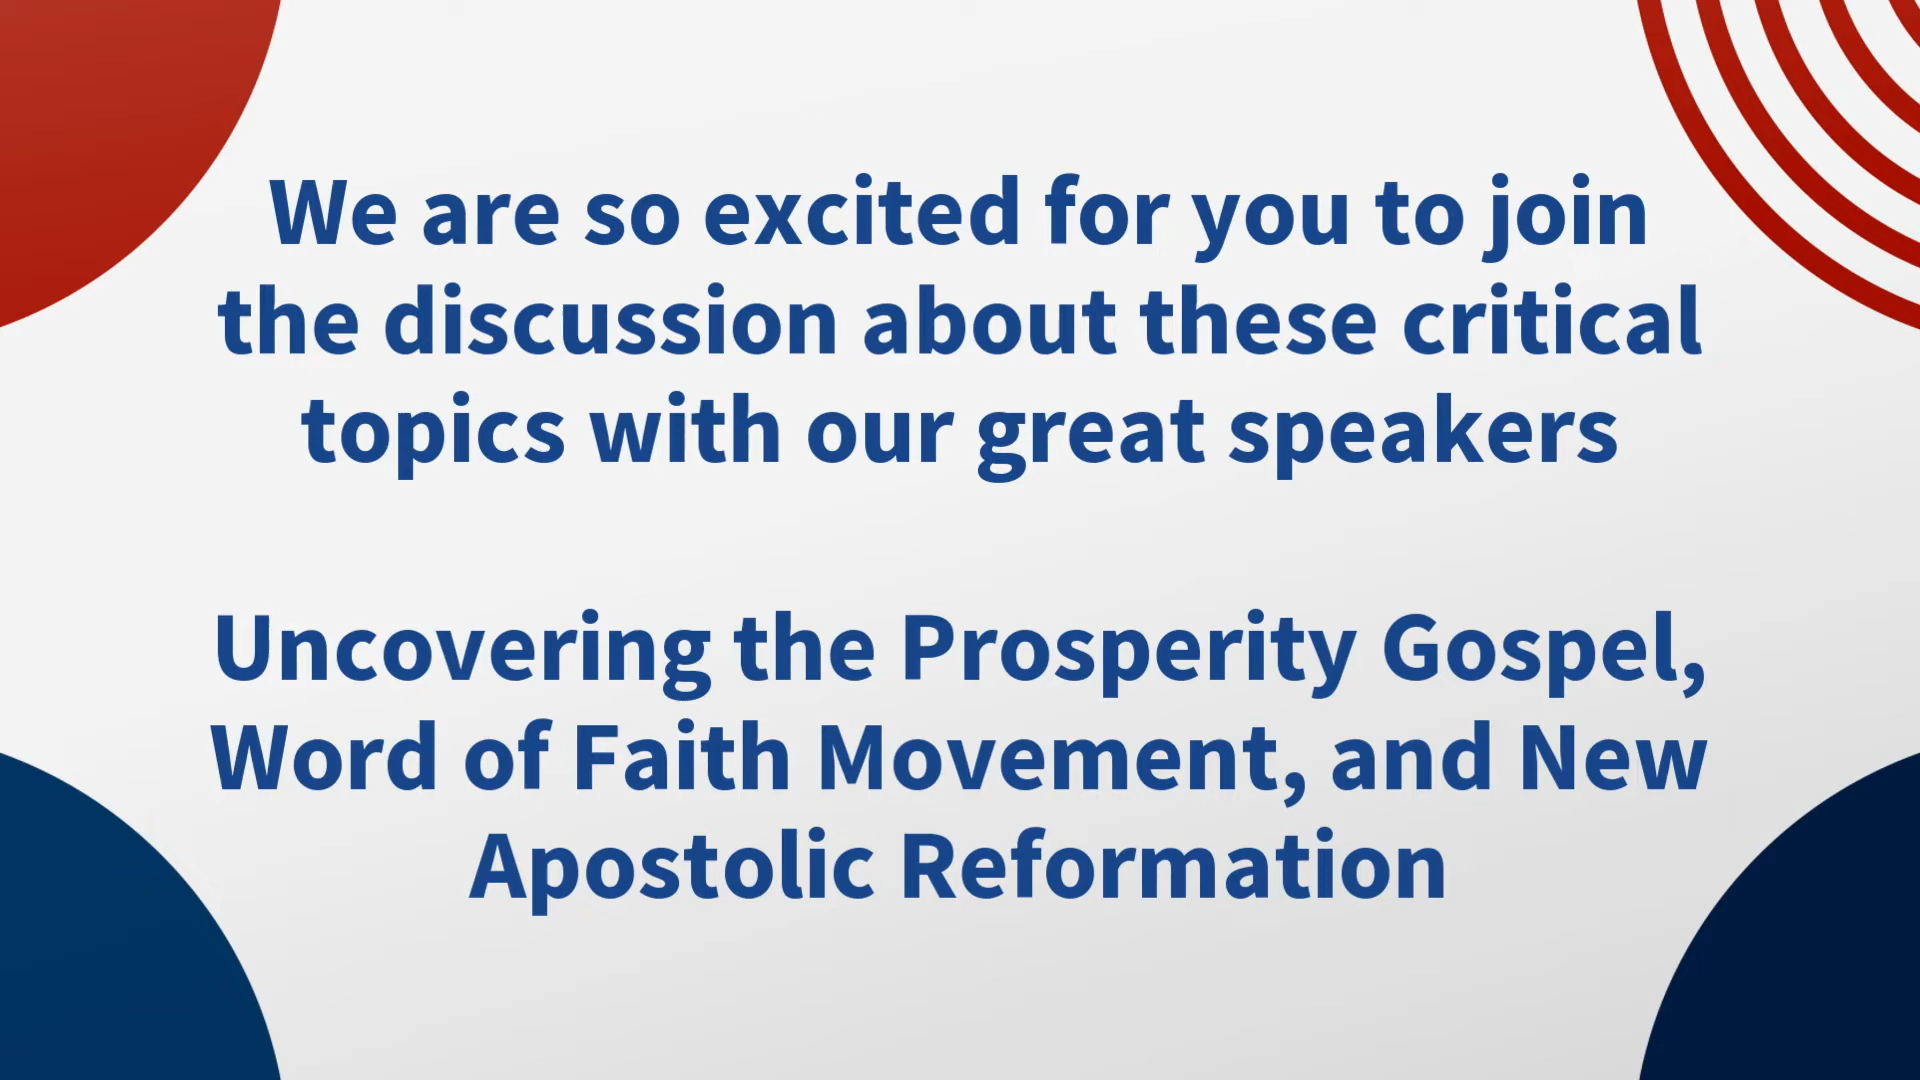 We are so excited for you to join
the discussion about these critical
topics with our great speakers
Uncovering the Prosperity Gospel,
Word of Faith Movement, and New
Apostolic Reformation